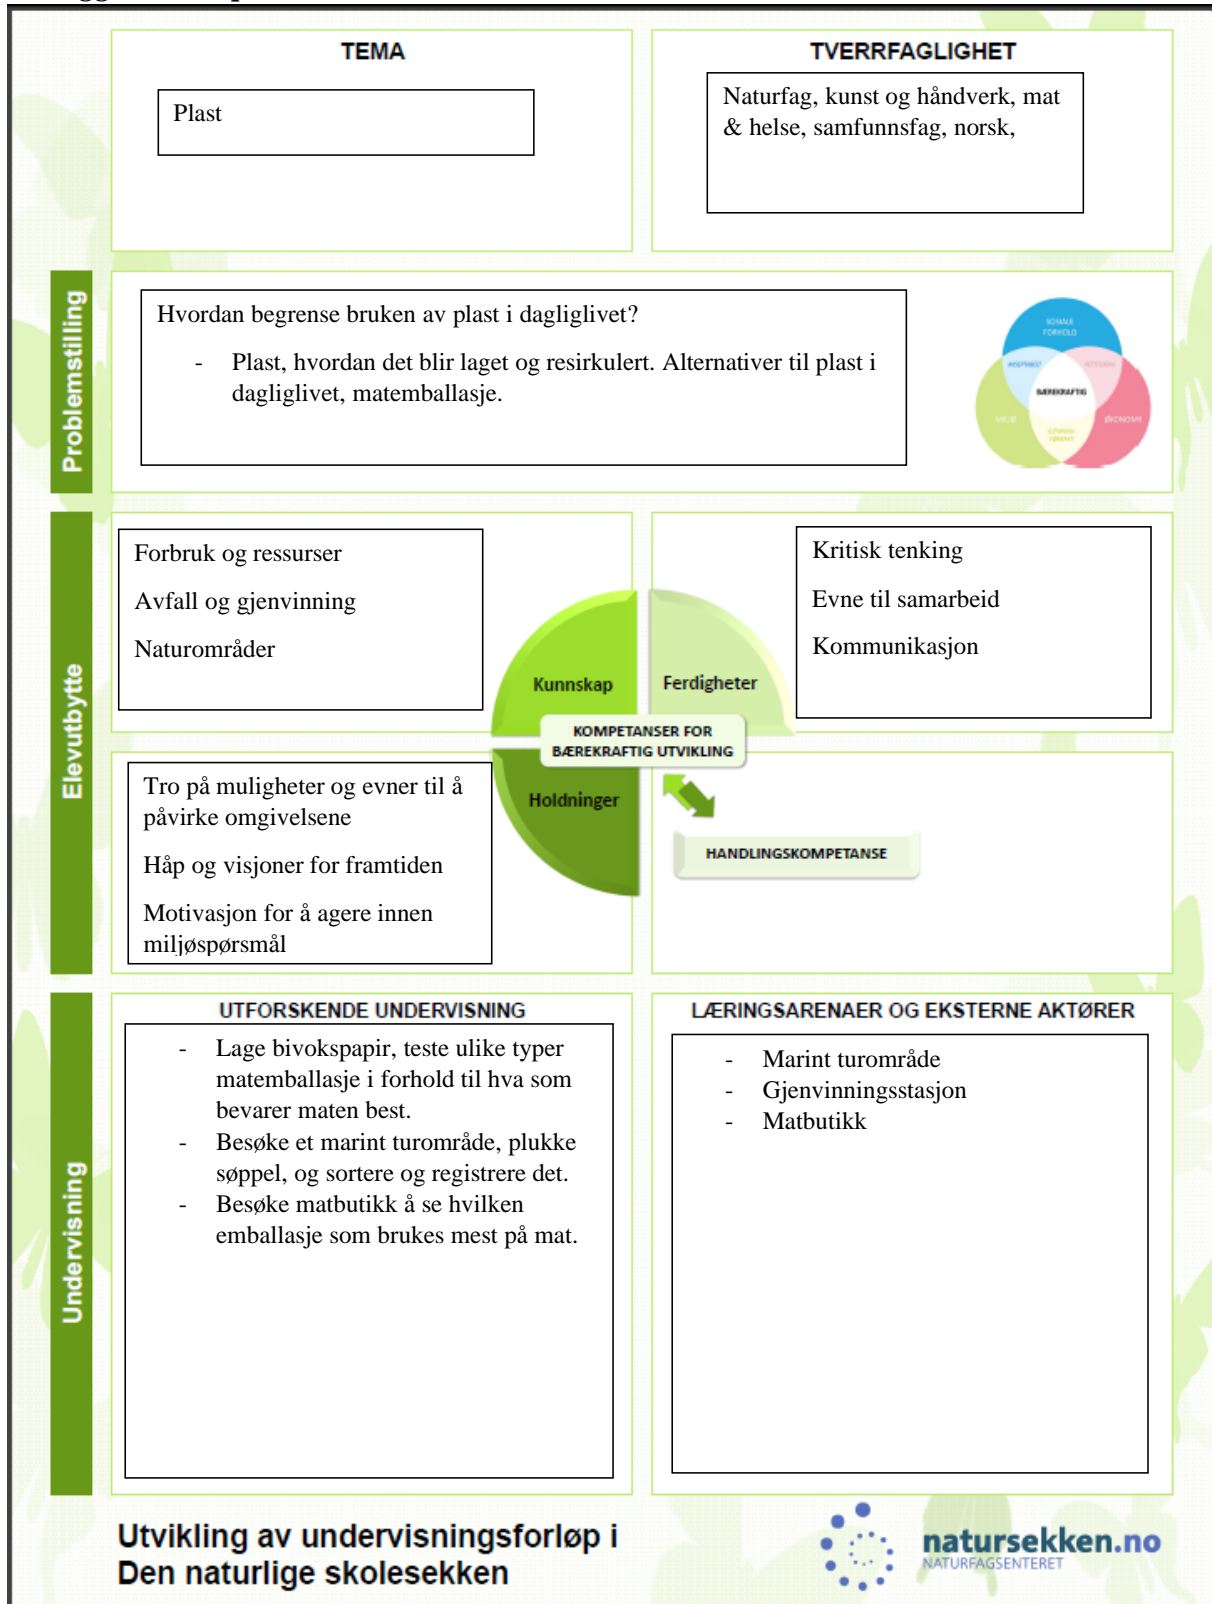 TEMA
Plast
TVERRFAGLIGHET
Naturfag, kunst og håndverk, mat
& helse, samfunnsfag, norsk,
Problemstilling
Hvordan begrense bruken av plast i dagliglivet?
- Plast, hvordan det blir laget og resirkulert. Alternativer til plast i
dagliglivet, matemballasje.
SOSIALE
FORHOLD
BÆREKRAFTIG
MILJØ
ØKONOMI
Elevutbytte
Forbruk og ressurser
Avfall og gjenvinning
Naturområder
Kritisk tenking
Evne til samarbeid
Kommunikasjon
Kunnskap
Ferdigheter
KOMPETANSER FOR
BÆREKRAFTIG UTVIKLING
Holdninger
HANDLINGSKOMPETANSE
Tro på muligheter og evner til å
påvirke omgivelsene
Håp og visjoner for framtiden
Motivasjon for å agere innen
miljøspørsmål
Undervisning
UTFORSKENDE UNDERVISNING
- Lage bivokspapir, teste ulike typer
matemballasje i forhold til hva som
bevarer maten best.
- Besøke et marint turområde, plukke
søppel, og sortere og registrere det.
- Besøke matbutikk å se hvilken
emballasje som brukes mest på mat.
LÆRINGSARENAER OG EKSTERNE AKTØRER
- Marint turområde
- Gjenvinningsstasjon
- Matbutikk
Utvikling av undervisningsforløp i
Den naturlige skolesekken
natursekken.no
NATURFAGSENTERET